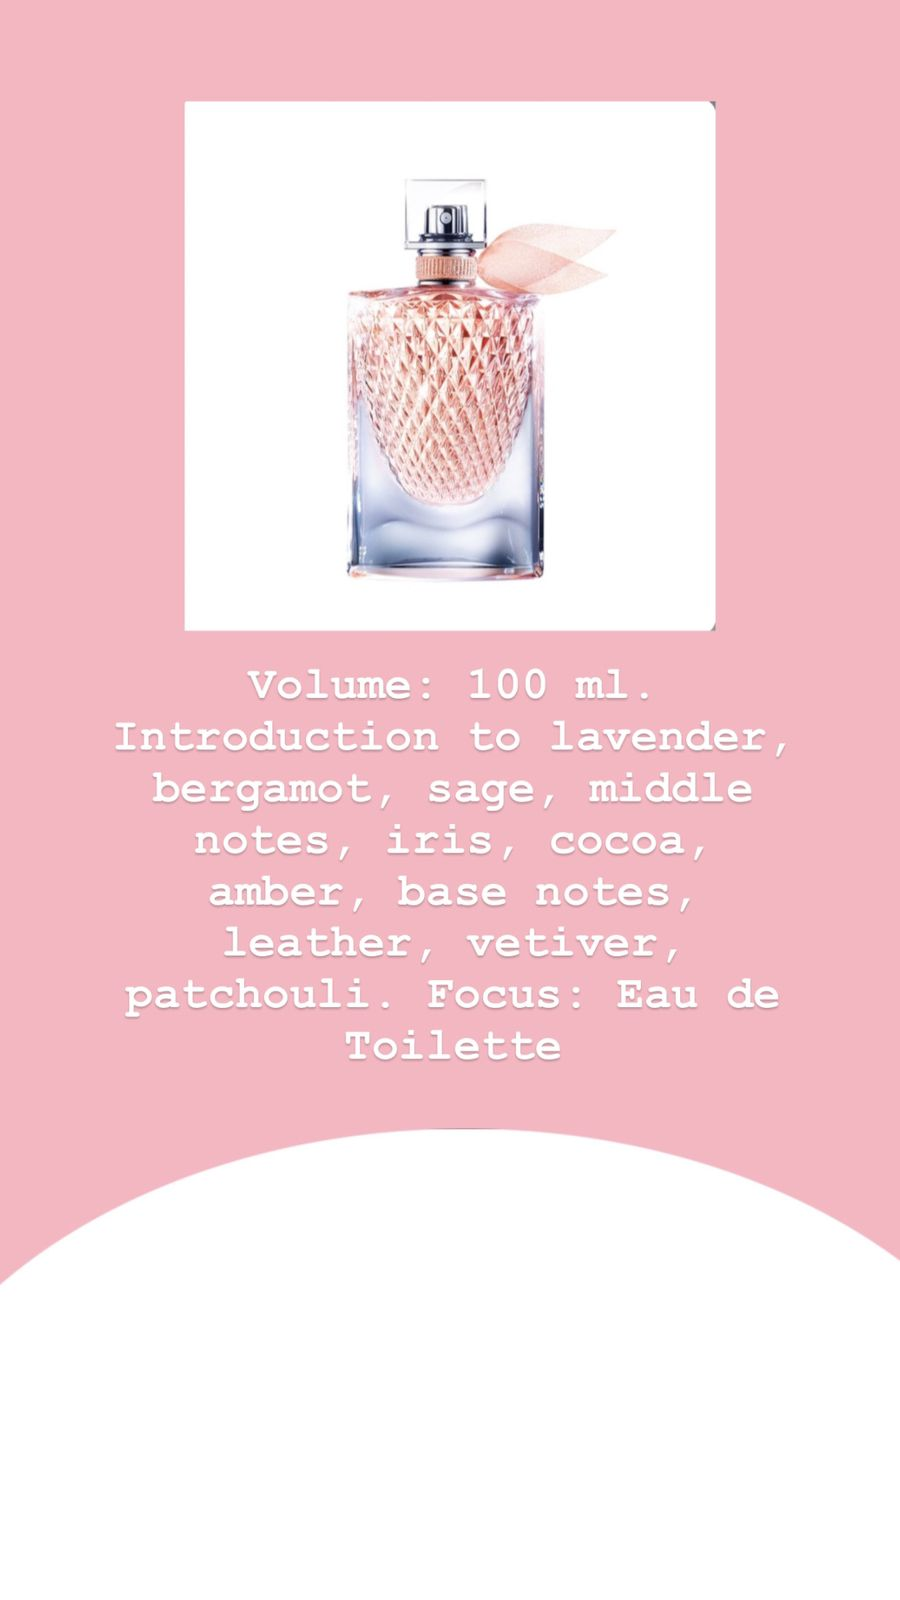 Volume: 100 ml.
Introduction to lavender,
bergamot, sage, middle
notes, iris, cocoa,
amber, base notes,
leather, vetiver,
patchouli. Focus: Eau de
Toilette